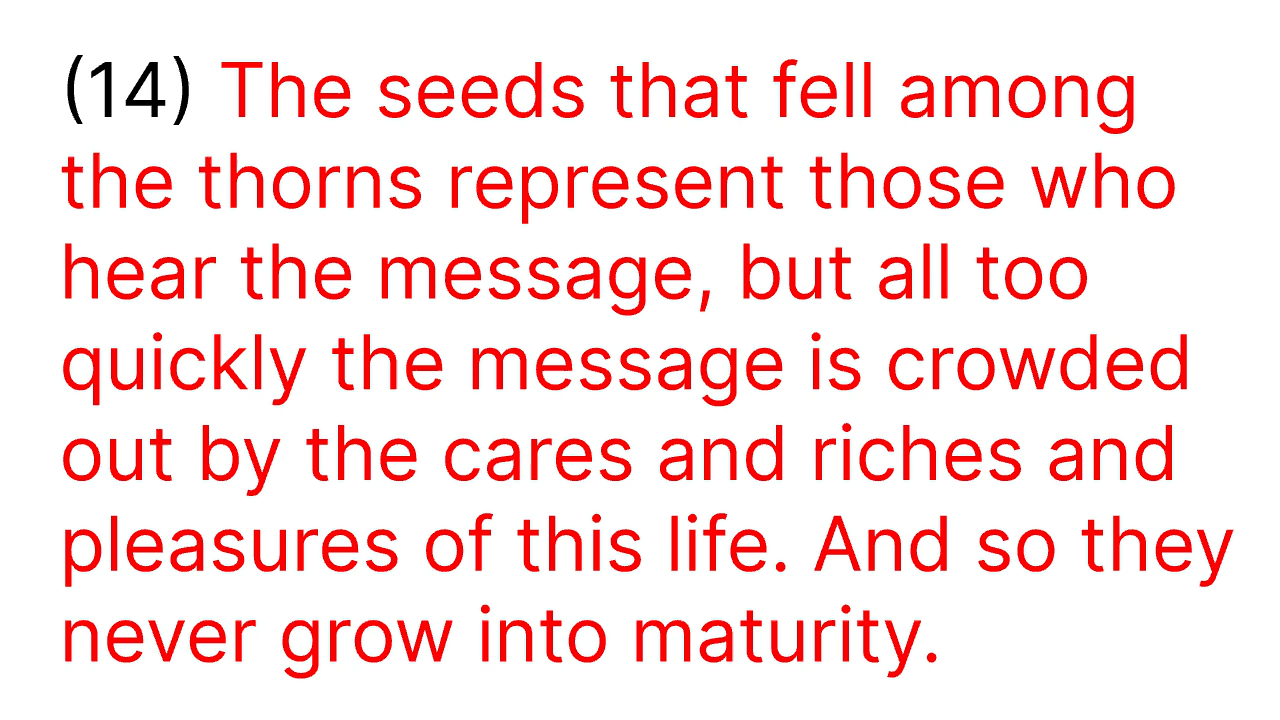 (14) The seeds that fell among
the thorns represent those who
hear the message, but all too
quickly the message is crowded
out by the cares and riches and
pleasures of this life. And so they
never grow into maturity.